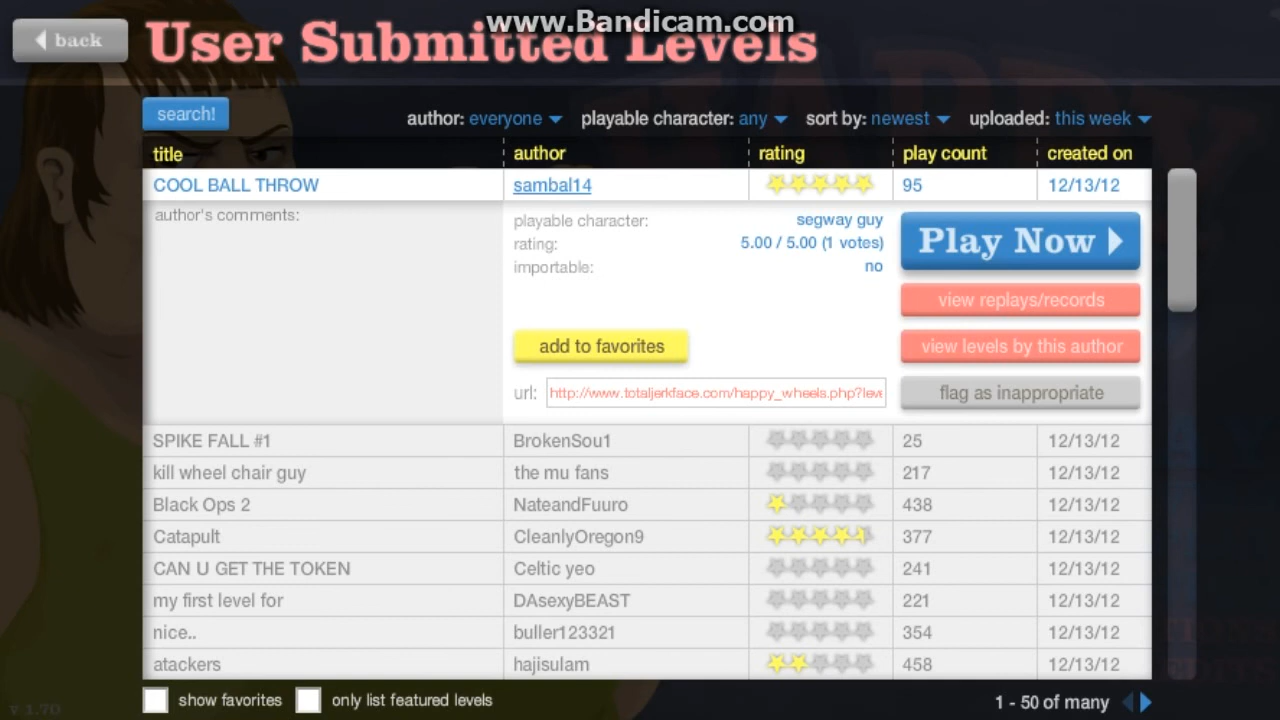 www.Bandicam.com
back
User Submitted Levels
search!
author: everyone playable character: any sort by: newest uploaded: this week
title author rating play count created on
COOL BALL THROW sambal14 95 12/13/12
author's comments:
playable character: segway guy
rating: 5.00 / 5.00 (1 votes)
importable: no
Play Now
view replays/records
add to favorites
view levels by this author
url: http://www.totaljerkface.com/happy_wheels.php?leve
flag as inappropriate
SPIKE FALL #1 BrokenSou1 25 12/13/12
kill wheel chair guy the mu fans 217 12/13/12
Black Ops 2 NateandFuuro 438 12/13/12
Catapult CleanlyOregon9 377 12/13/12
CAN U GET THE TOKEN Celtic yeo 241 12/13/12
my first level for DAsexyBEAST 221 12/13/12
nice.. buller123321 354 12/13/12
atackers hajisulam 458 12/13/12
show favorites only list featured levels 1 - 50 of many
v 1.70